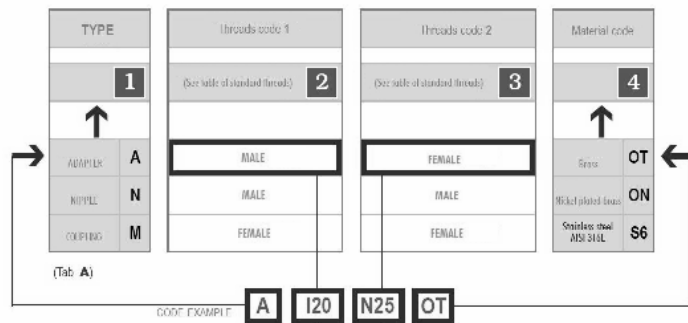 TYPE Threads code 1 Threads code 2 Material code
1 (See table of standard threads) 2 (See table of standard threads) 3 4
ADAPTER A MALE FEMALE Brass OT
NIPPLE N MALE MALE Nickel plated brass ON
COUPLING M FEMALE FEMALE Stainless steel AISI 316L S6
(Tab A)
CODE EXAMPLE A I20 N25 OT